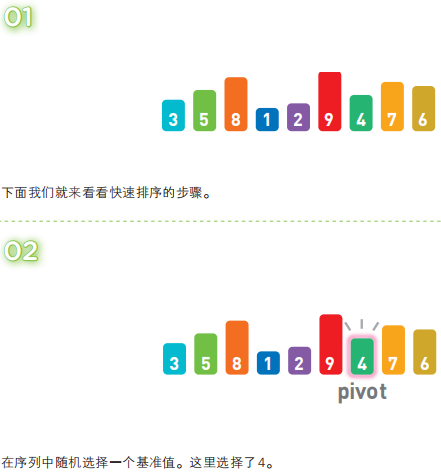 01
3 5 8 1 2 9 4 7 6
下面我们就来看看快速排序的步骤。
02
3 5 8 1 2 9 4 7 6
pivot
在序列中随机选择一个基准值。这里选择了4。